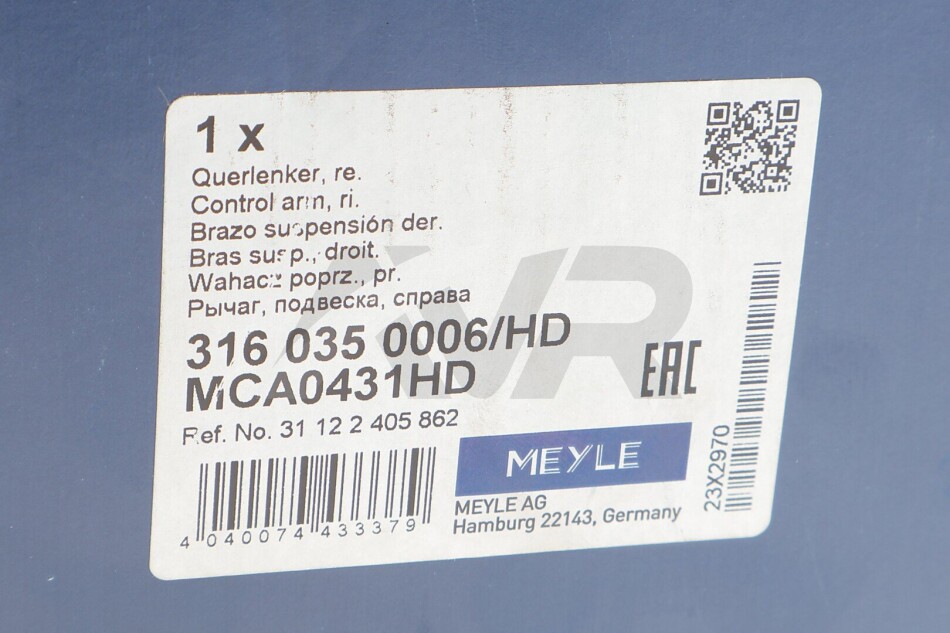 1 x
Querlenker, re.
Control arm, ri.
Brazo suspensión der.
Bras susp., droit.
Wahacz poprz., pr.
Рычаг, подвеска, справа
316 035 0006/HD
MCA0431HD
Ref. No. 31 12 2 405 862
4 040074 433379
MEYLE
MEYLE AG
Hamburg 22143, Germany
EAC
23X2970
VR